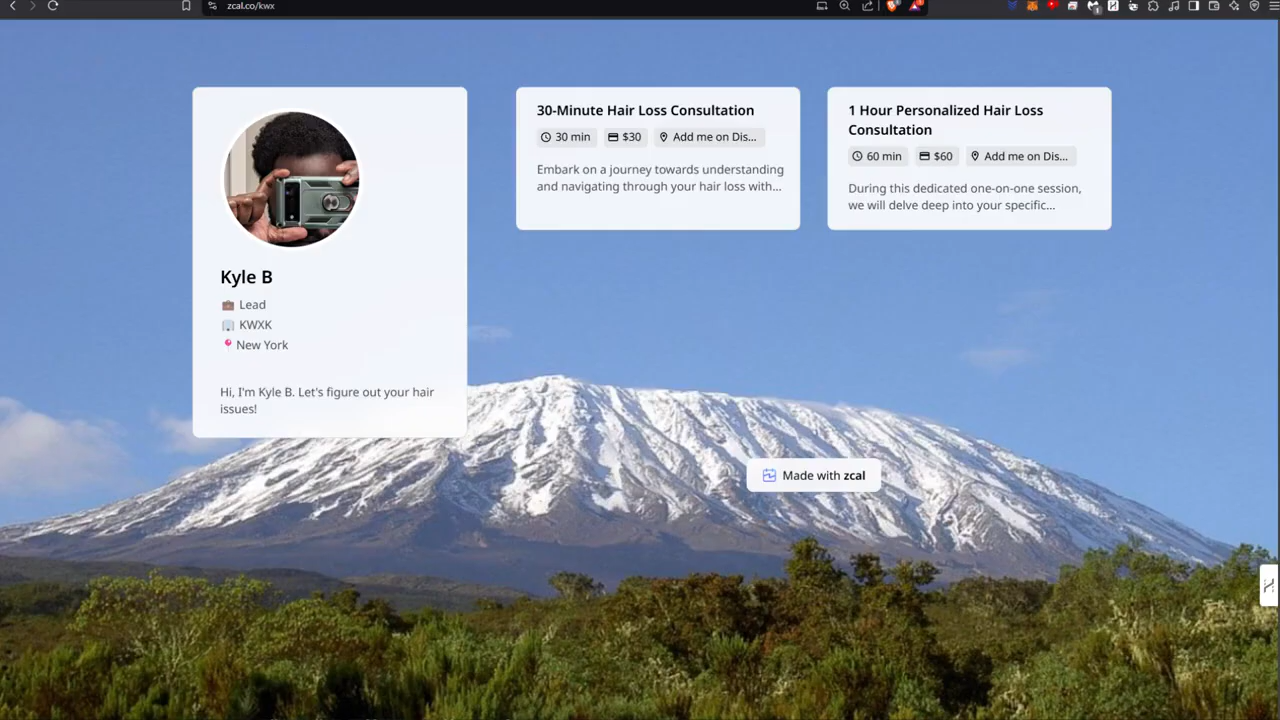 zcal.co/kwx
Kyle B
Lead
KWXK
New York
Hi, I'm Kyle B. Let's figure out your hair
issues!
30-Minute Hair Loss Consultation
30 min
$30
Add me on Dis...
Embark on a journey towards understanding
and navigating through your hair loss with...
1 Hour Personalized Hair Loss
Consultation
60 min
$60
Add me on Dis...
During this dedicated one-on-one session,
we will delve deep into your specific...
Made with zcal